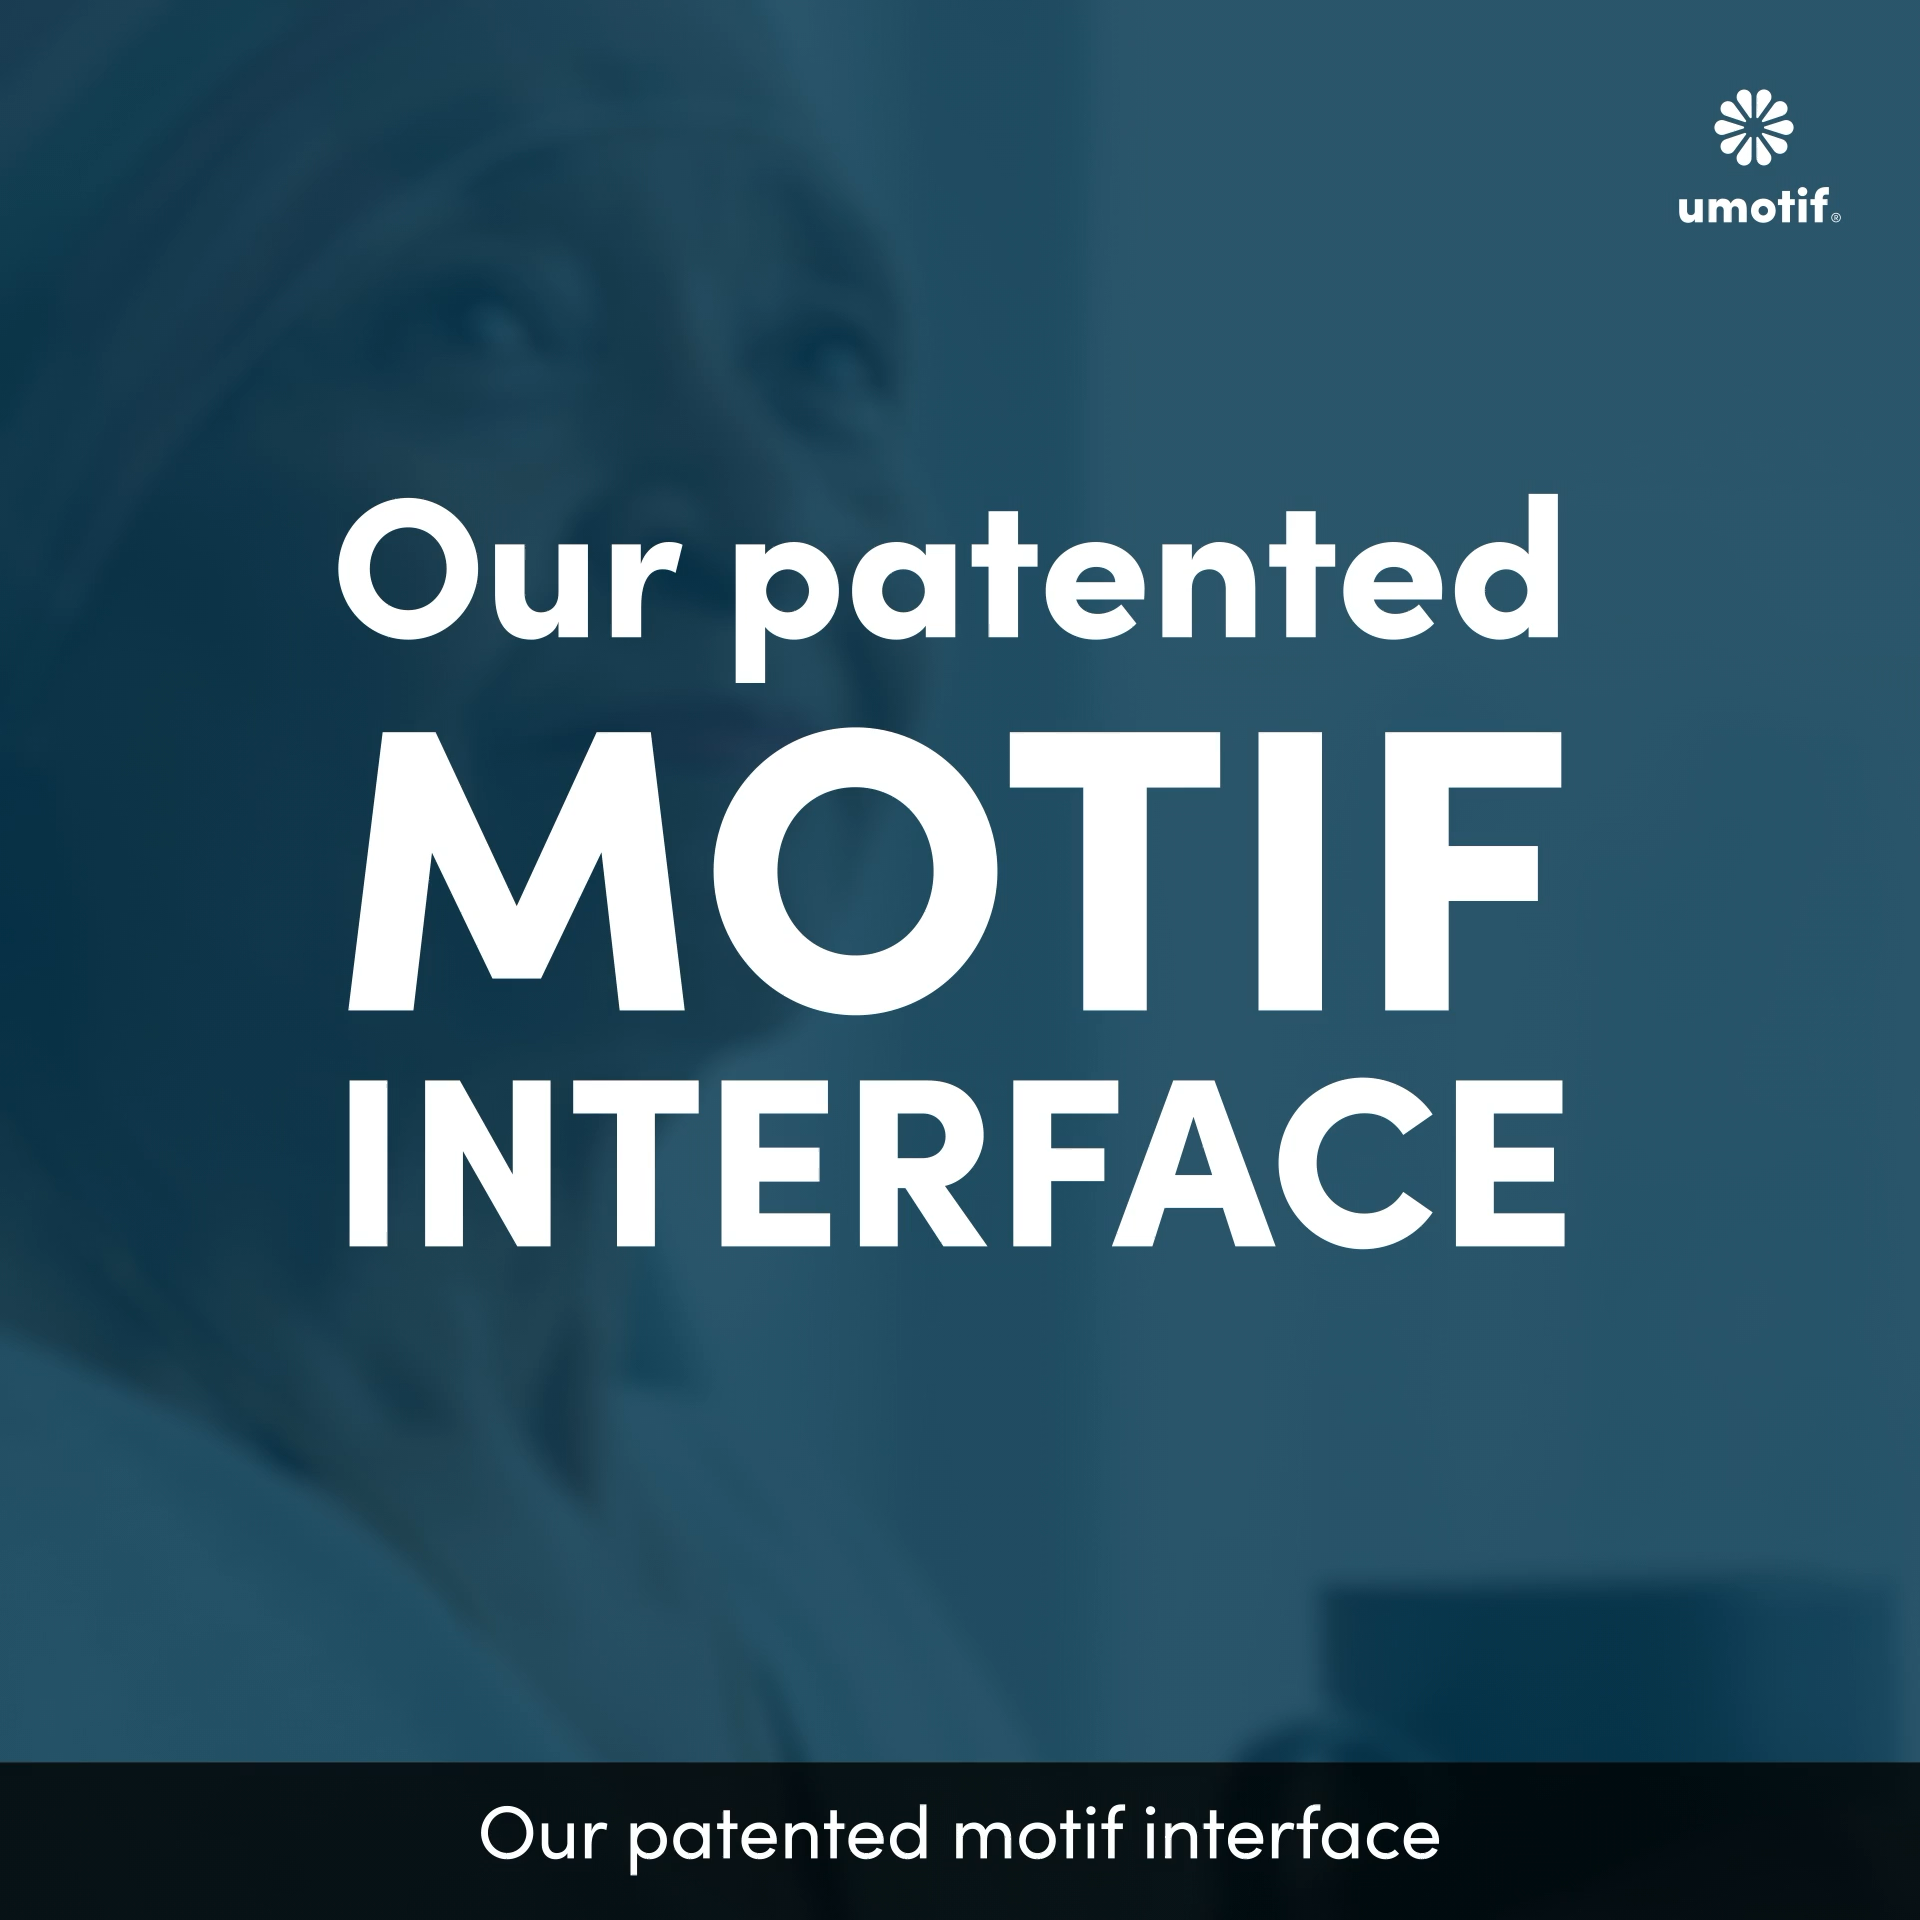 umotif®
Our patented
MOTIF
INTERFACE
Our patented motif interface